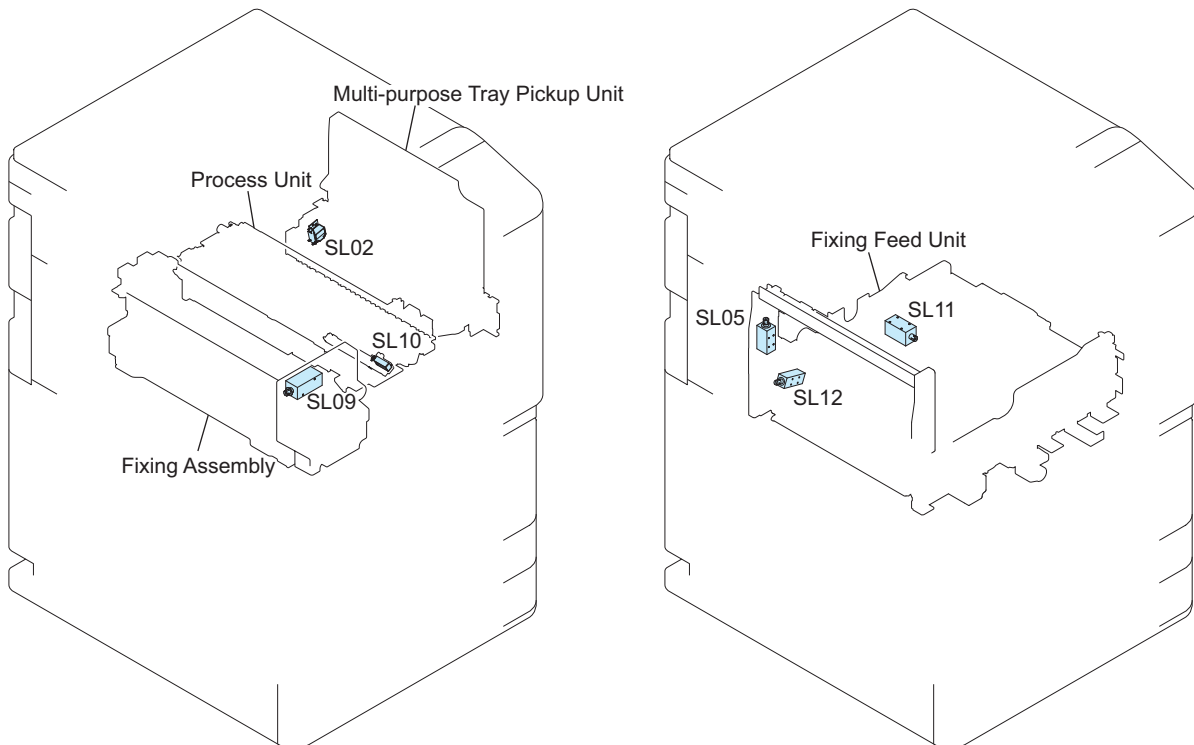 Multi-purpose Tray Pickup Unit
Process Unit
SL02
SL10
SL09
Fixing Assembly
Fixing Feed Unit
SL05
SL11
SL12